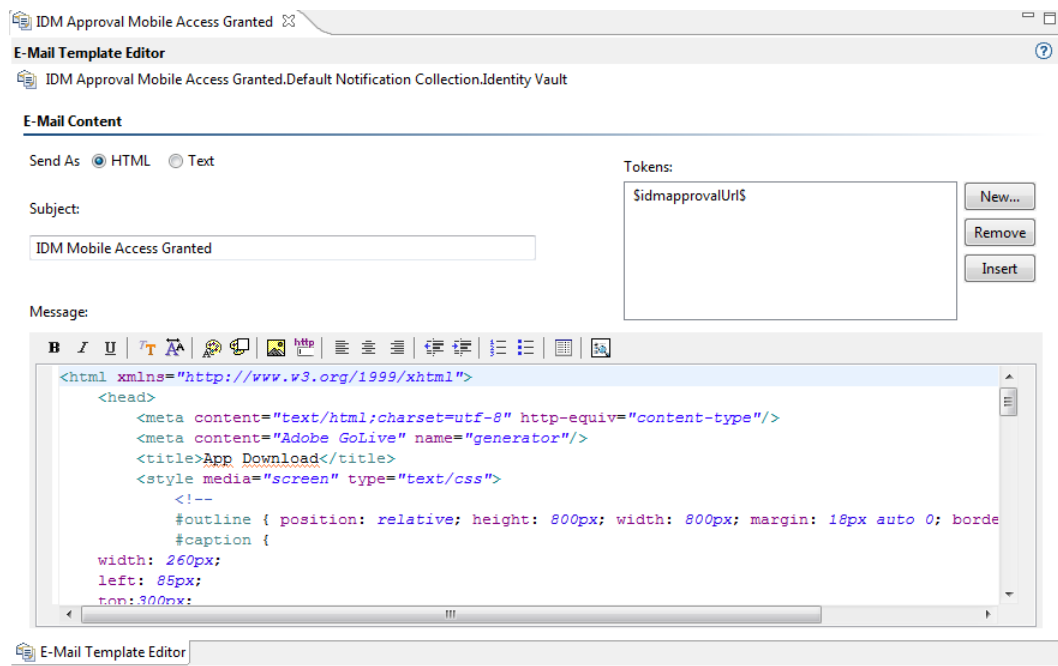 IDM Approval Mobile Access Granted
E-Mail Template Editor
IDM Approval Mobile Access Granted.Default Notification Collection.Identity Vault
E-Mail Content
Send As HTML Text
Tokens:
$idmapprovalUrl$
New...
Subject:
Remove
IDM Mobile Access Granted
Insert
Message:
B I U T A A http
<html xmlns="http://www.w3.org/1999/xhtml">
<head>
<meta content="text/html;charset=utf-8" http-equiv="content-type"/>
<meta content="Adobe GoLive" name="generator"/>
<title>App Download</title>
<style media="screen" type="text/css">
<!--
#outline { position: relative; height: 800px; width: 800px; margin: 18px auto 0; borde
#caption {
width: 260px;
left: 85px;
top:300px;
E-Mail Template Editor